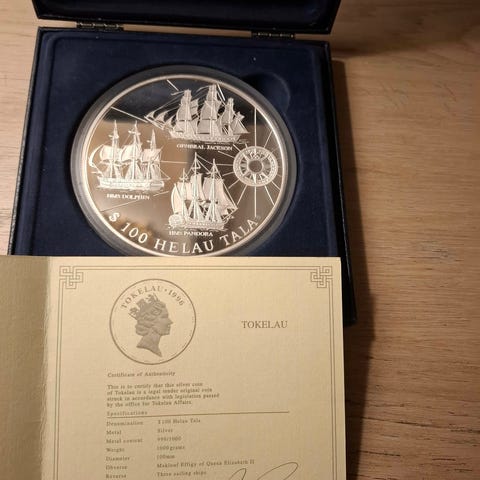 GENERAL JACKSON
HMS DOLPHIN
HMS PANDORA
$ 100 HELAU TALA
TOKELAU • 1996
TOKELAU
Certificate of Authenticity
This is to certify that this silver coin
of Tokelau is a legal tender original coin
struck in accordance with legislation passed
by the office for Tokelau Affairs.
Specifications
Denomination $100 Helau Tala
Metal Silver
Metal content 999/1000
Weight 1000 grams
Diameter 100mm
Obverse Maklouf Effigy of Queen Elizabeth II
Reverse Three sailing ships